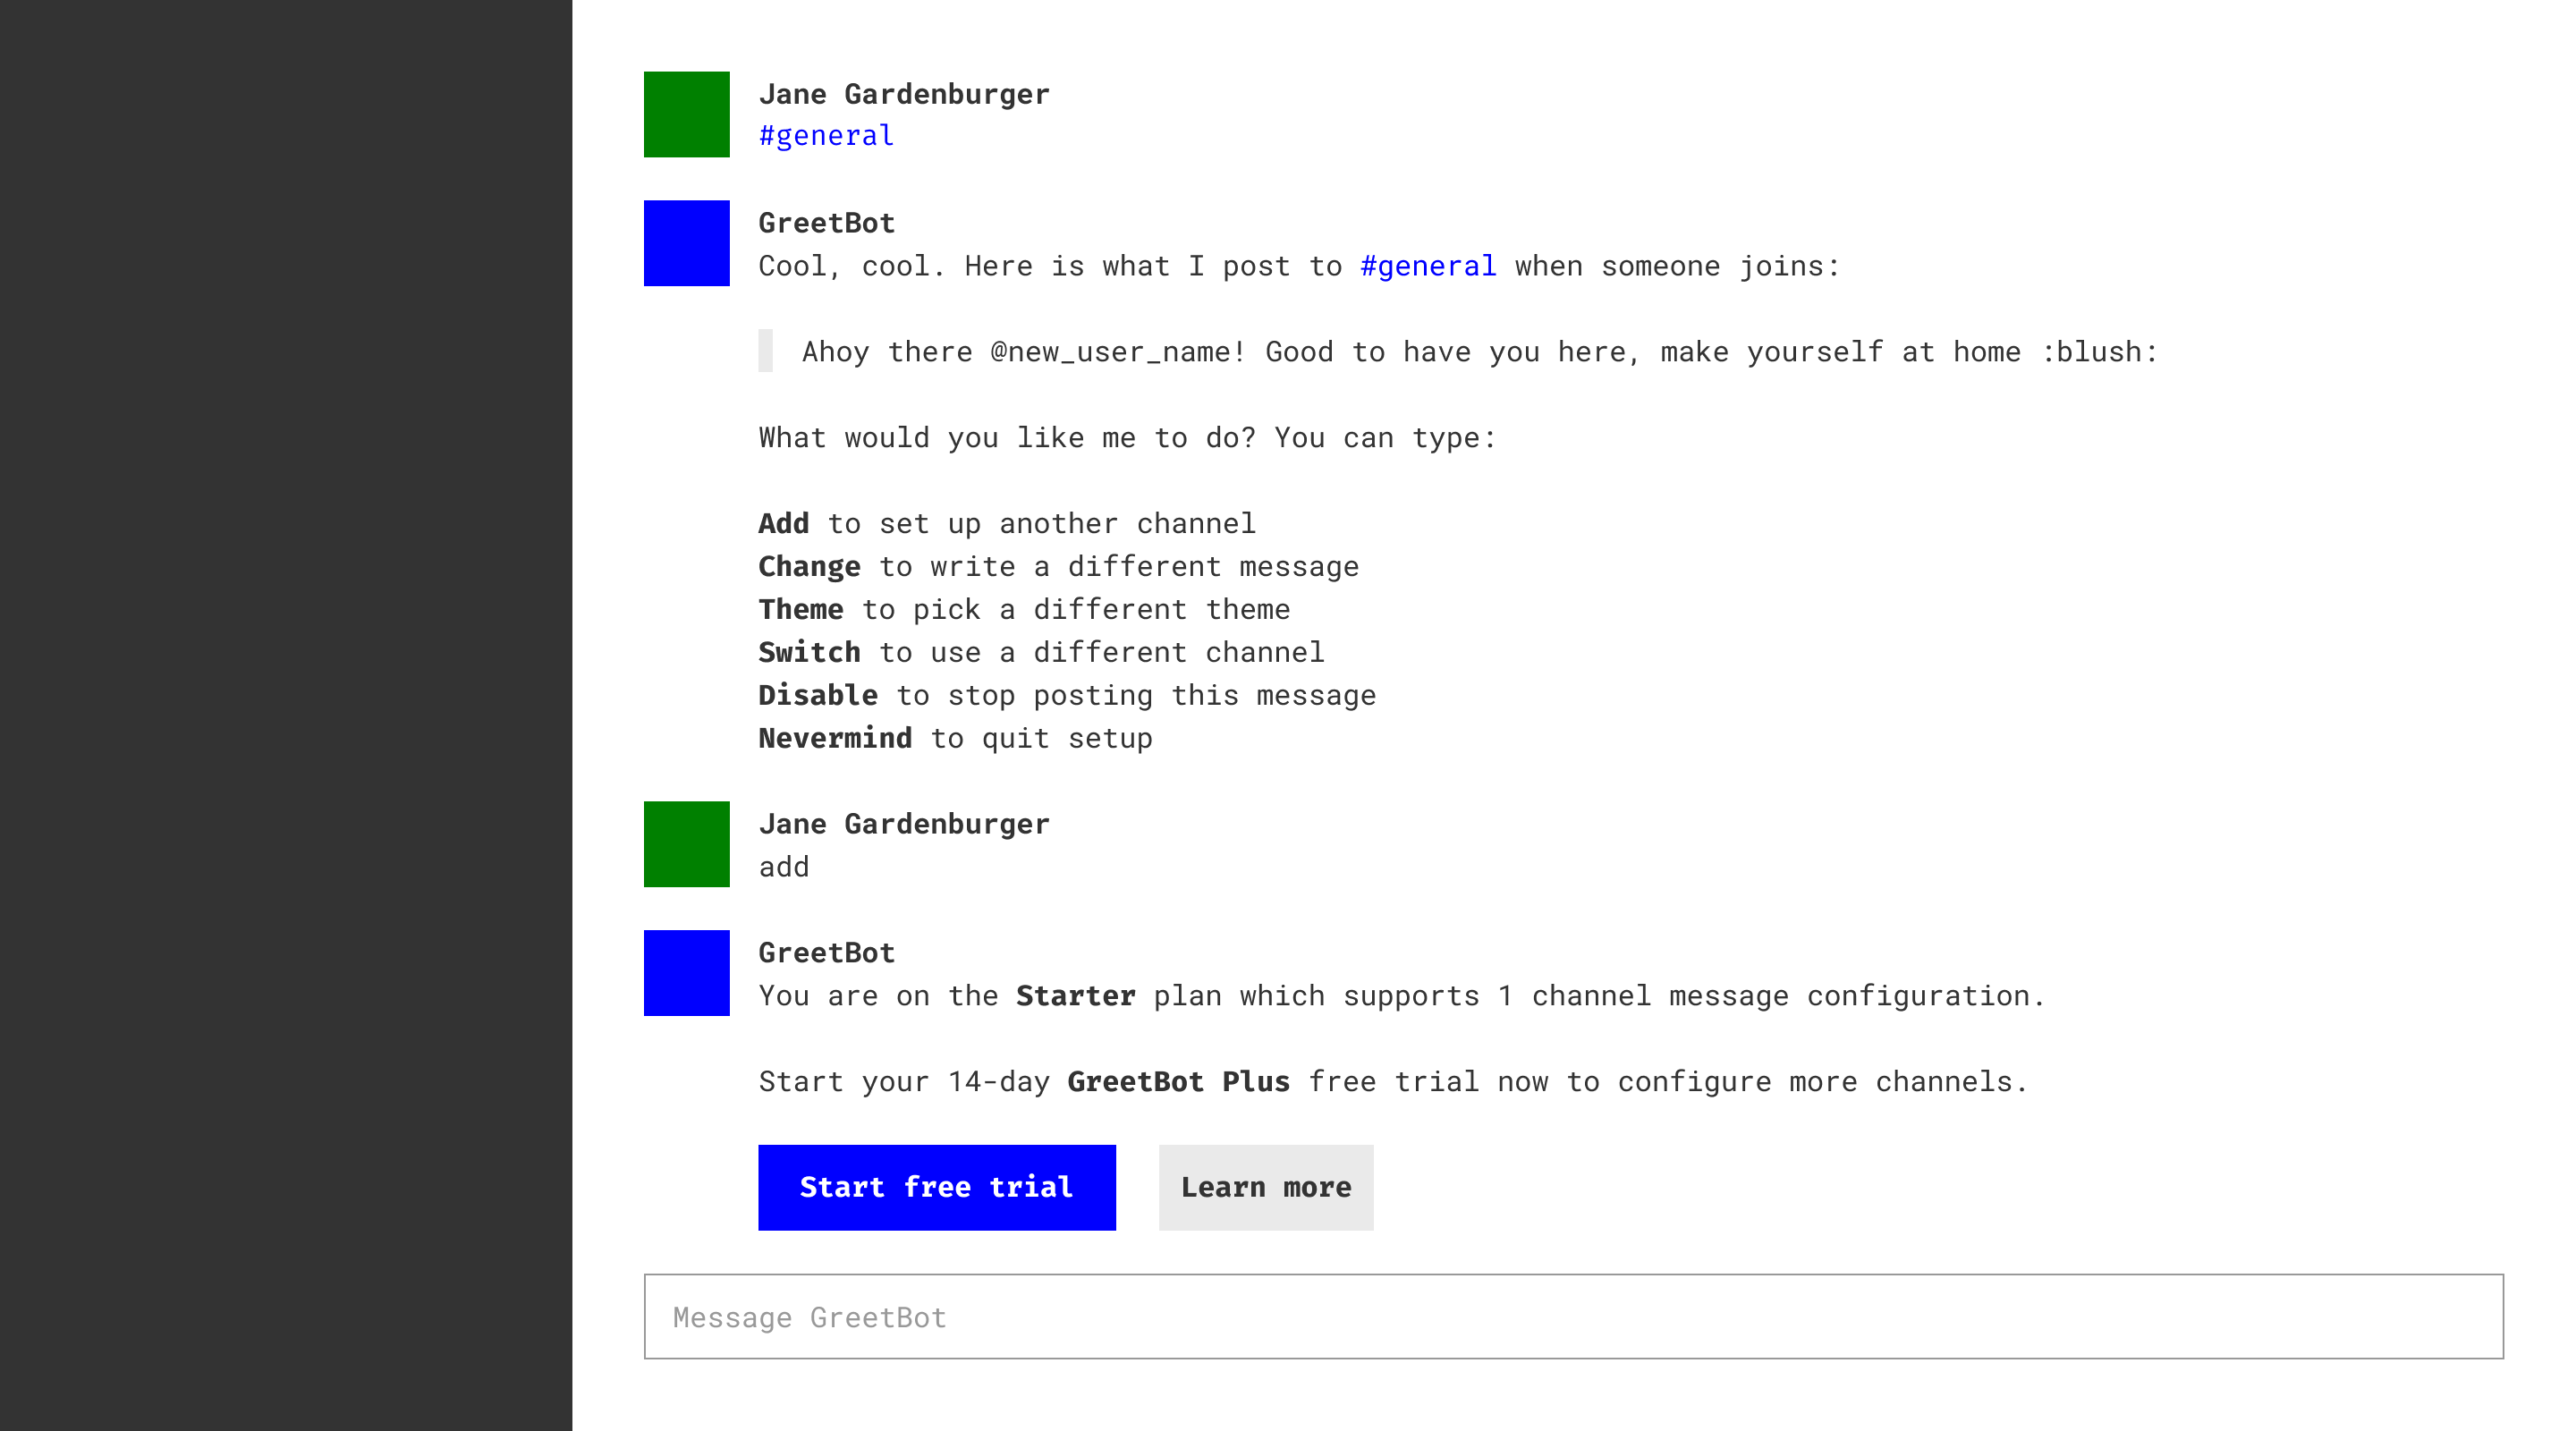 Jane Gardenburger
#general
GreetBot
Cool, cool. Here is what I post to #general when someone joins:
Ahoy there @new_user_name! Good to have you here, make yourself at home :blush:
What would you like me to do? You can type:
Add to set up another channel
Change to write a different message
Theme to pick a different theme
Switch to use a different channel
Disable to stop posting this message
Nevermind to quit setup
Jane Gardenburger
add
GreetBot
You are on the Starter plan which supports 1 channel message configuration.
Start your 14-day GreetBot Plus free trial now to configure more channels.
Start free trial
Learn more
Message GreetBot